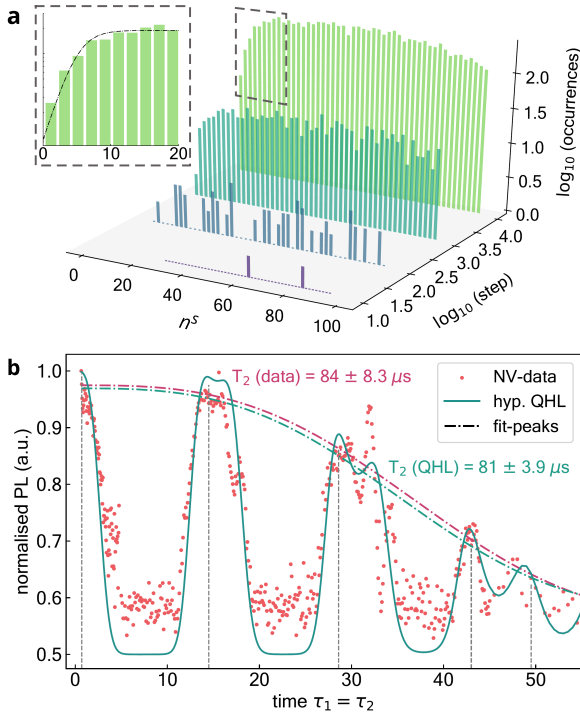 a
0 10 20
2.0
1.5
1.0
0.5
0.0
log₁₀ (occurrences)
4.0
3.5
3.0
2.5
2.0
1.5
1.0
log₁₀ (step)
0 20 40 60 80 100
nˢ
b
T₂ (data) = 84 ± 8.3 μs
NV-data
hyp. QHL
fit-peaks
T₂ (QHL) = 81 ± 3.9 μs
1.0
0.9
0.8
0.7
0.6
0.5
normalised PL (a.u.)
0 10 20 30 40 50
time τ₁ = τ₂